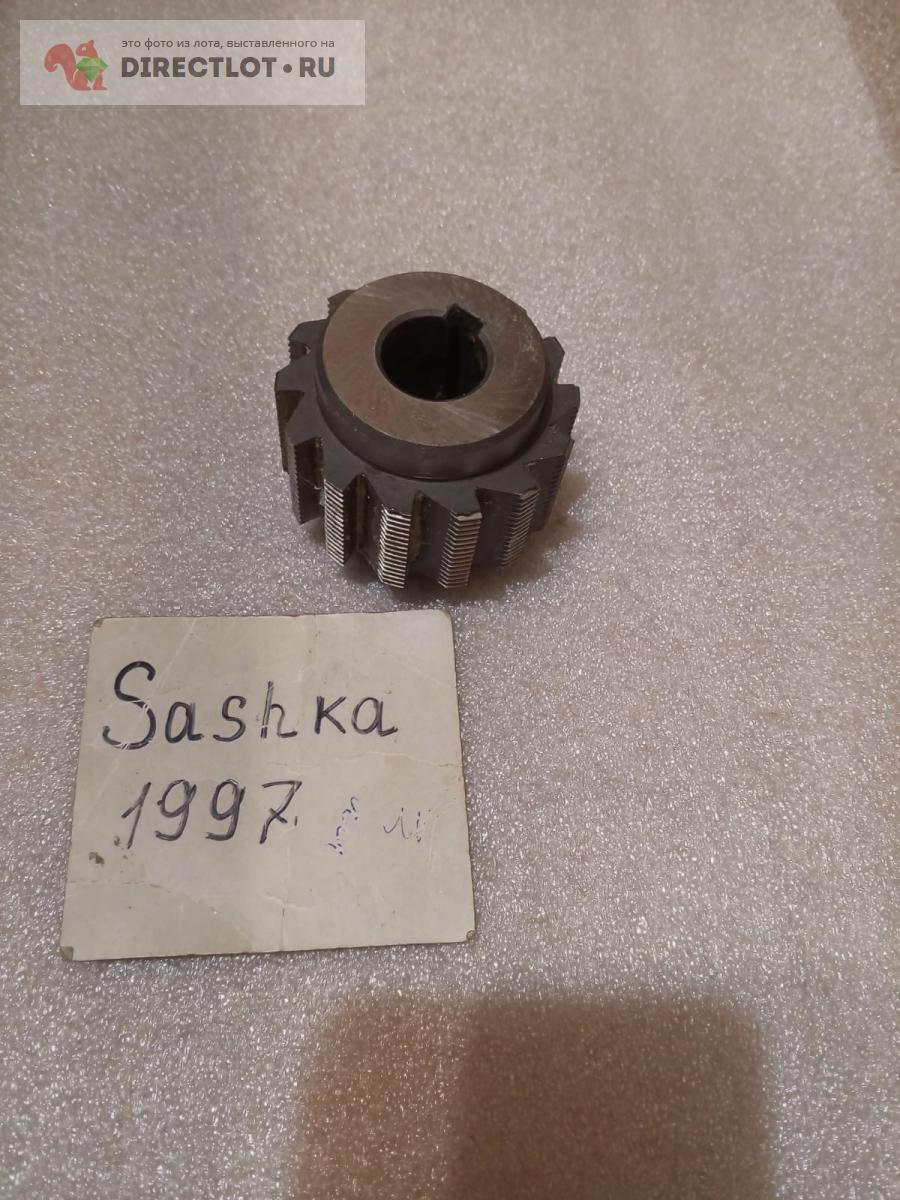 это фото из лота, выставленного на
DIRECTLOT•RU
Sashka
1997